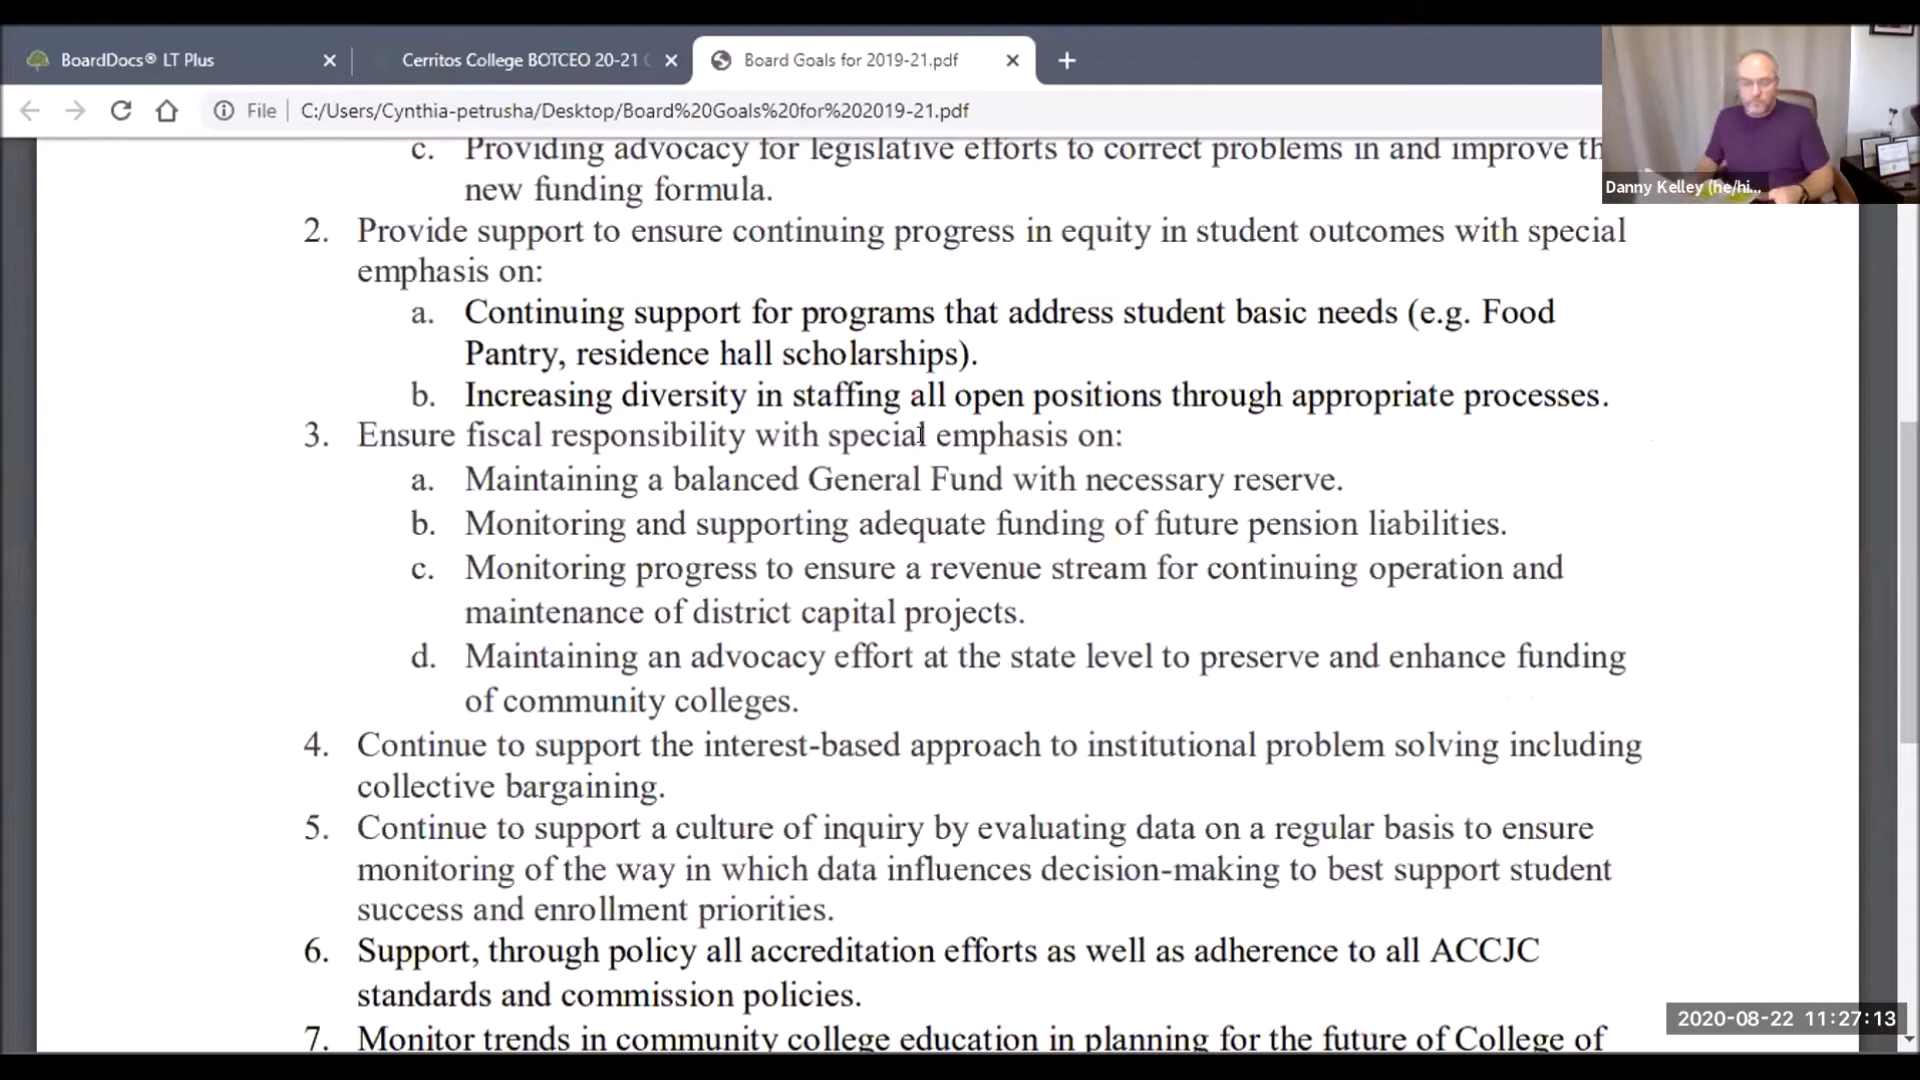 BoardDocs® LT Plus
Cerritos College BOTCEO 20-21
Board Goals for 2019-21.pdf
File
C:/Users/Cynthia-petrusha/Desktop/Board%20Goals%20for%202019-21.pdf
Danny Kelley (he/hi...
c. Providing advocacy for legislative efforts to correct problems in and improve
new funding formula.
2. Provide support to ensure continuing progress in equity in student outcomes with special
emphasis on:
a. Continuing support for programs that address student basic needs (e.g. Food
Pantry, residence hall scholarships).
b. Increasing diversity in staffing all open positions through appropriate processes.
3. Ensure fiscal responsibility with special emphasis on:
a. Maintaining a balanced General Fund with necessary reserve.
b. Monitoring and supporting adequate funding of future pension liabilities.
c. Monitoring progress to ensure a revenue stream for continuing operation and
maintenance of district capital projects.
d. Maintaining an advocacy effort at the state level to preserve and enhance funding
of community colleges.
4. Continue to support the interest-based approach to institutional problem solving including
collective bargaining.
5. Continue to support a culture of inquiry by evaluating data on a regular basis to ensure
monitoring of the way in which data influences decision-making to best support student
success and enrollment priorities.
6. Support, through policy all accreditation efforts as well as adherence to all ACCJC
standards and commission policies.
7. Monitor trends in community college education in planning for the future of College of
2020-08-22 11:27:13